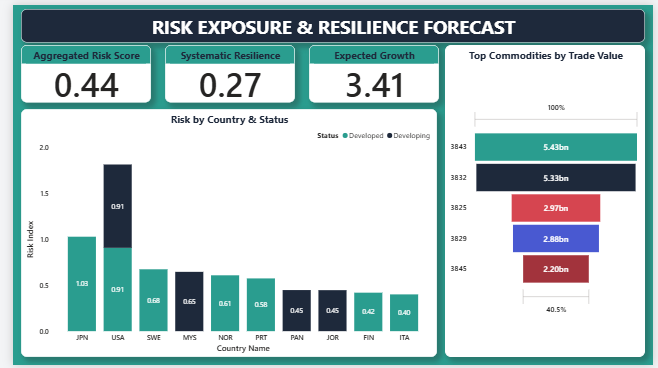 RISK EXPOSURE & RESILIENCE FORECAST
Aggregated Risk Score
0.44
Systematic Resilience
0.27
Expected Growth
3.41
Risk by Country & Status
Status Developed Developing
Risk Index
2.0
1.5
1.0
0.5
0.0
1.03
0.91
0.91
0.68
0.65
0.61
0.58
0.45
0.45
0.42
0.40
JPN USA SWE MYS NOR PRT PAN JOR FIN ITA
Country Name
Top Commodities by Trade Value
100%
3843 5.43bn
3832 5.33bn
3825 2.97bn
3829 2.88bn
3845 2.20bn
40.5%